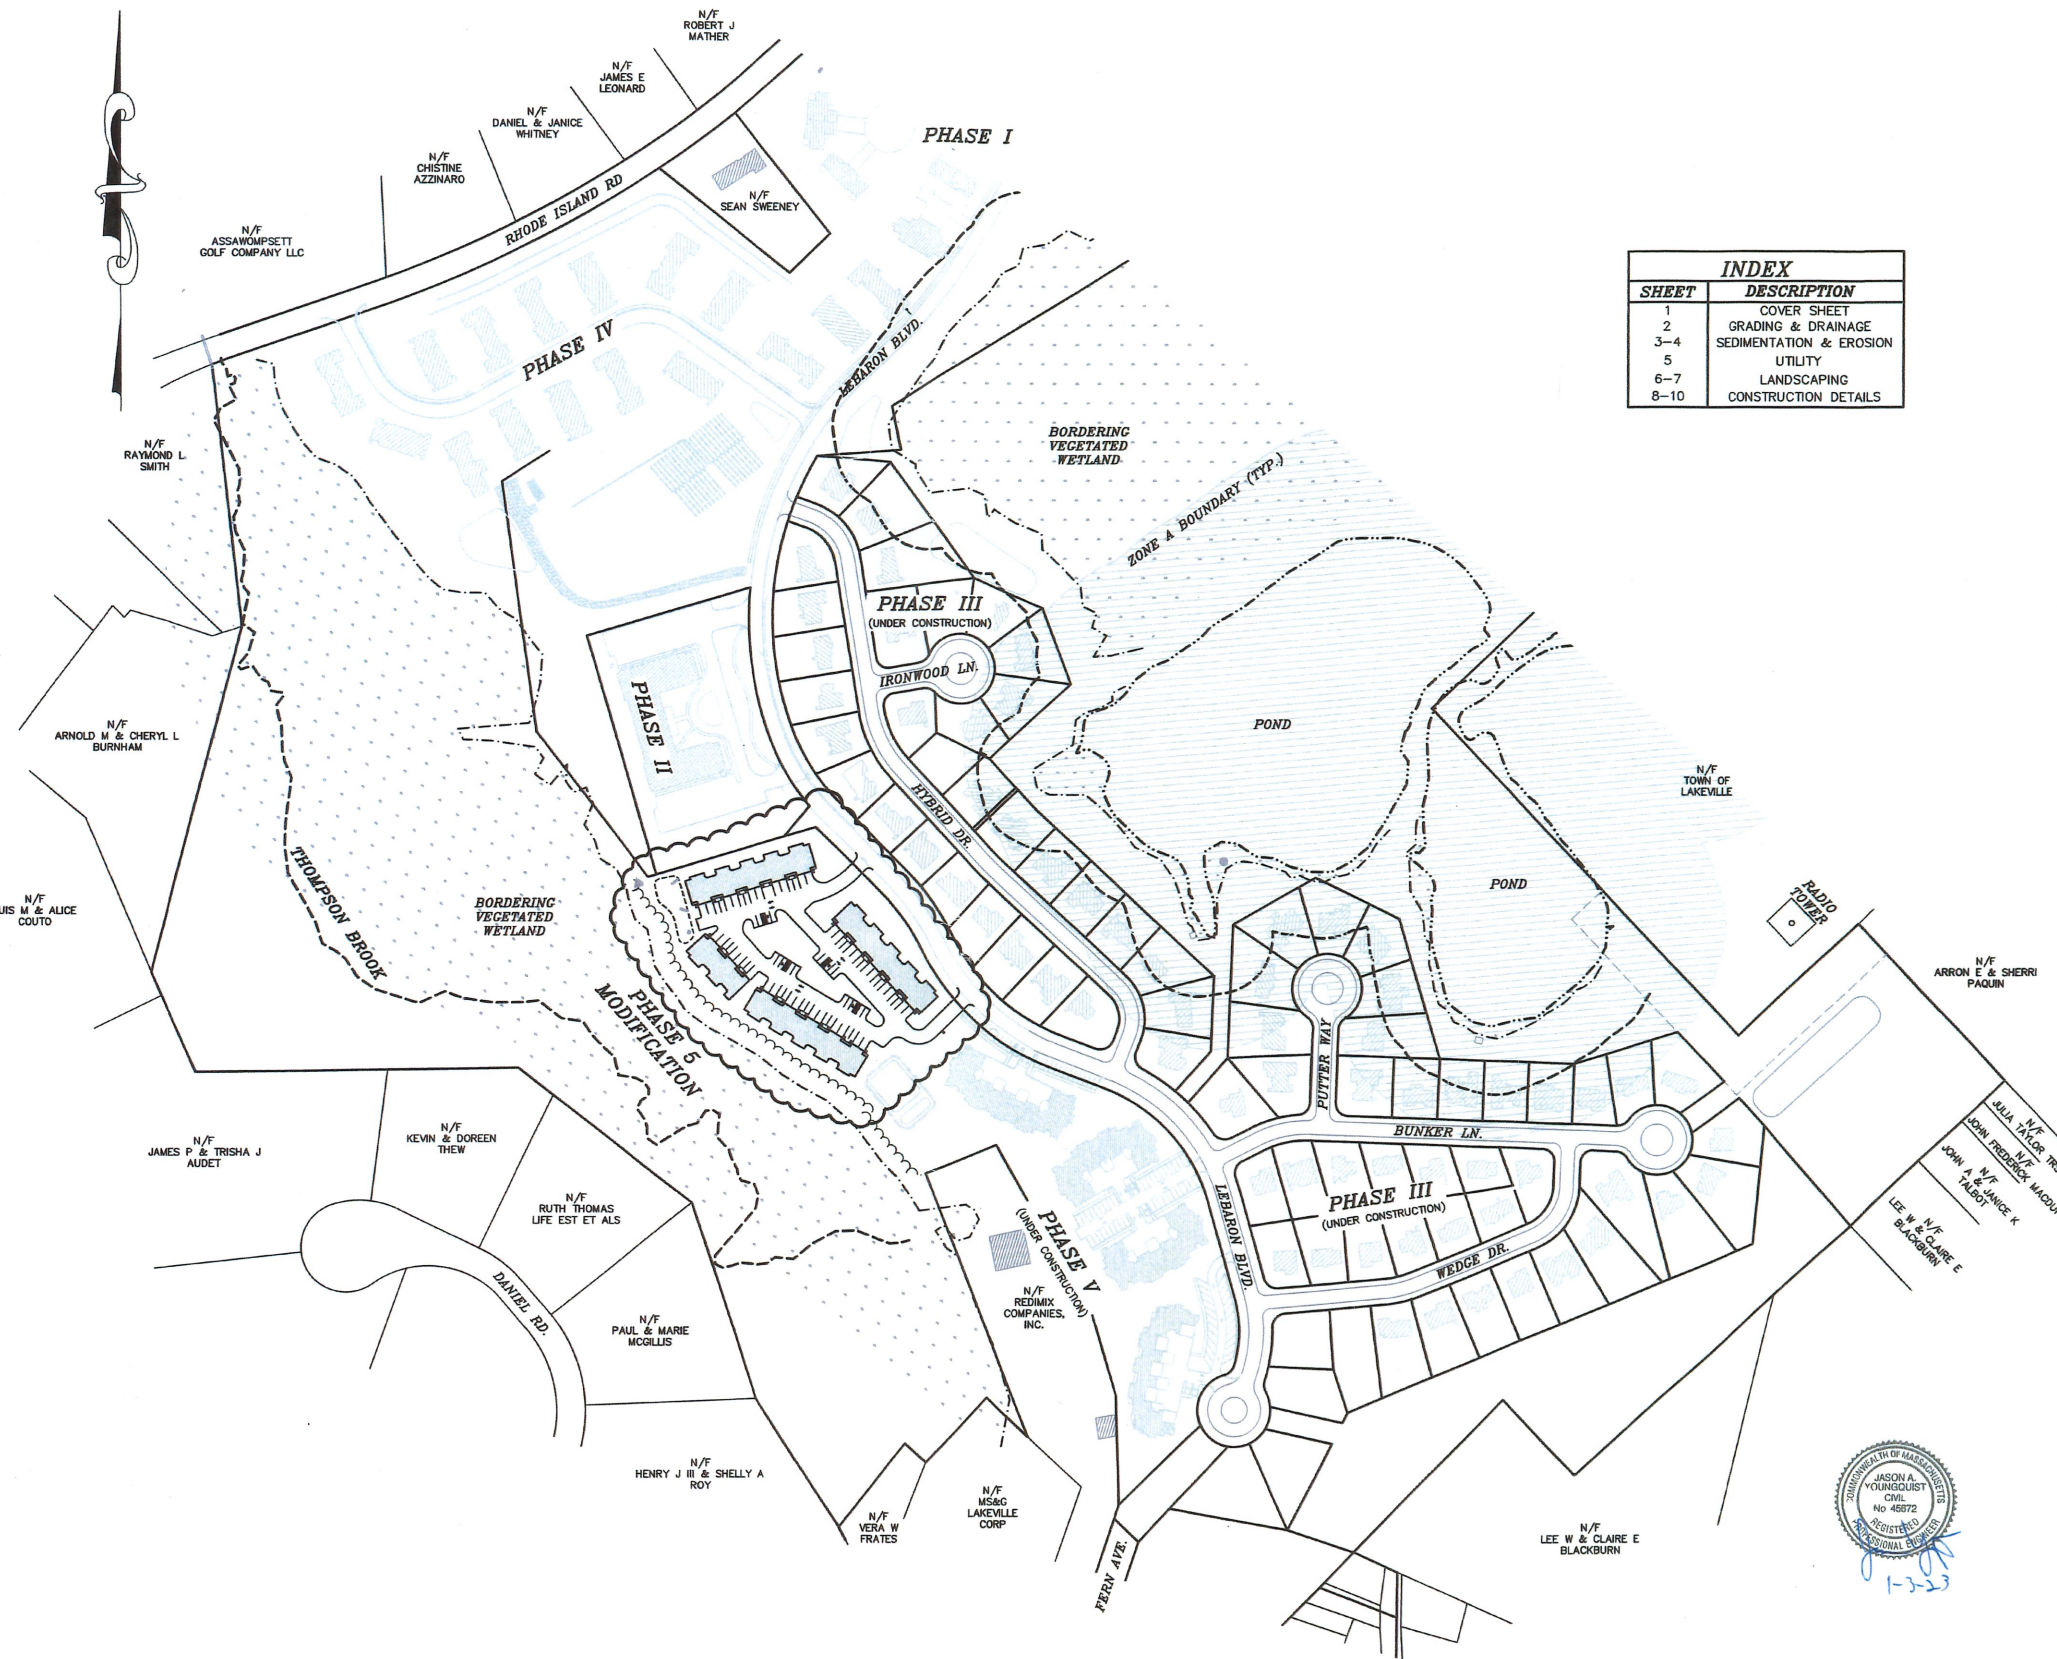 N/F
ROBERT J
MATHER
N/F
JAMES E
LEONARD
N/F
DANIEL & JANICE
WHITNEY
N/F
CHISTINE
AZZINARO
N/F
ASSAWOMPSETT
GOLF COMPANY LLC
RHODE ISLAND RD
N/F
SEAN SWEENEY
PHASE I
PHASE IV
LEBARON BLVD.
INDEX
SHEET DESCRIPTION
1 COVER SHEET
2 GRADING & DRAINAGE
3-4 SEDIMENTATION & EROSION
5 UTILITY
6-7 LANDSCAPING
8-10 CONSTRUCTION DETAILS
N/F
RAYMOND L
SMITH
BORDERING
VEGETATED
WETLAND
ZONE A BOUNDARY (TYP.)
PHASE III
(UNDER CONSTRUCTION)
IRONWOOD LN.
PHASE II
N/F
ARNOLD M & CHERYL L
BURNHAM
POND
N/F
TOWN OF
LAKEVILLE
HYBRID DR.
THOMPSON BROOK
N/F
UIS M & ALICE
COUTO
BORDERING
VEGETATED
WETLAND
POND
RADIO
TOWER
N/F
ARRON E & SHERRI
PAQUIN
PHASE 5
MODIFICATION
PUTTER WAY
BUNKER LN.
N/F
JAMES P & TRISHA J
AUDET
N/F
KEVIN & DOREEN
THEW
N/F
RUTH THOMAS
LIFE EST ET ALS
DANIEL RD.
N/F
PAUL & MARIE
MCGILLIS
PHASE V
(UNDER CONSTRUCTION)
N/F
REDIMIX
COMPANIES,
INC.
LEBARON BLVD.
PHASE III
(UNDER CONSTRUCTION)
WEDGE DR.
N/F
JULIA TAYLOR
N/F
JOHN FREDERICK
N/F
JOHN A & JANICE K
TALBOT
N/F
LEE W & CLAIRE E
BLACKBURN
N/F
HENRY J III & SHELLY A
ROY
N/F
VERA W
FRATES
N/F
MS&G
LAKEVILLE
CORP
FERN AVE.
N/F
LEE W & CLAIRE E
BLACKBURN
COMMONWEALTH OF MASSACHUSETTS
JASON A.
YOUNGQUIST
CIVIL
No 45672
REGISTERED
PROFESSIONAL ENGINEER
1-3-23